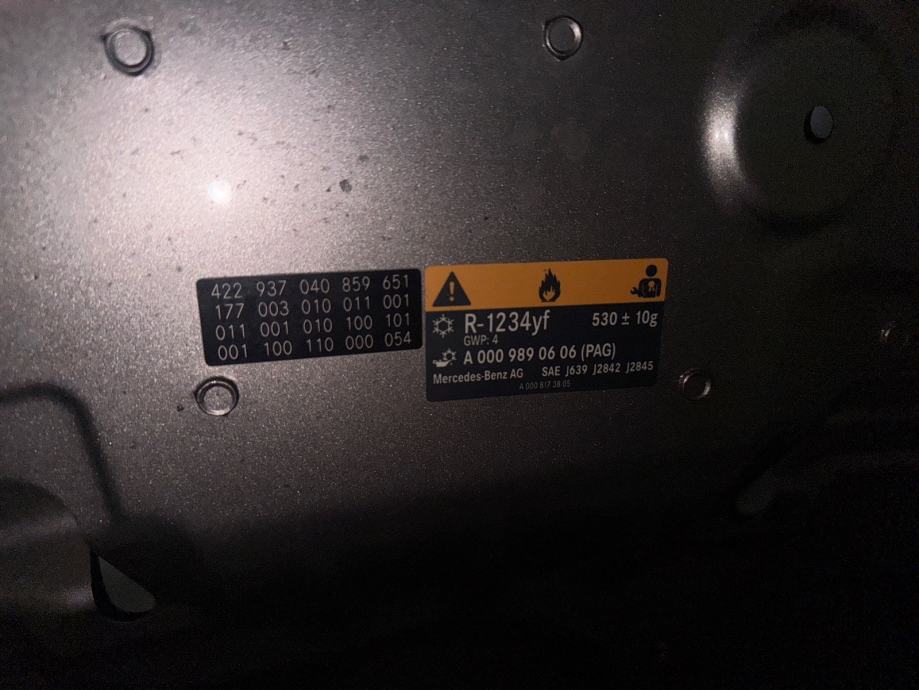 422 937 040 859 651
177 003 010 011 001
011 001 010 100 101
001 100 110 000 054
R-1234yf 530 ± 10g
GWP: 4
A 000 989 06 06 (PAG)
Mercedes-Benz AG SAE J639 J2842 J2845
A 000 817 38 05